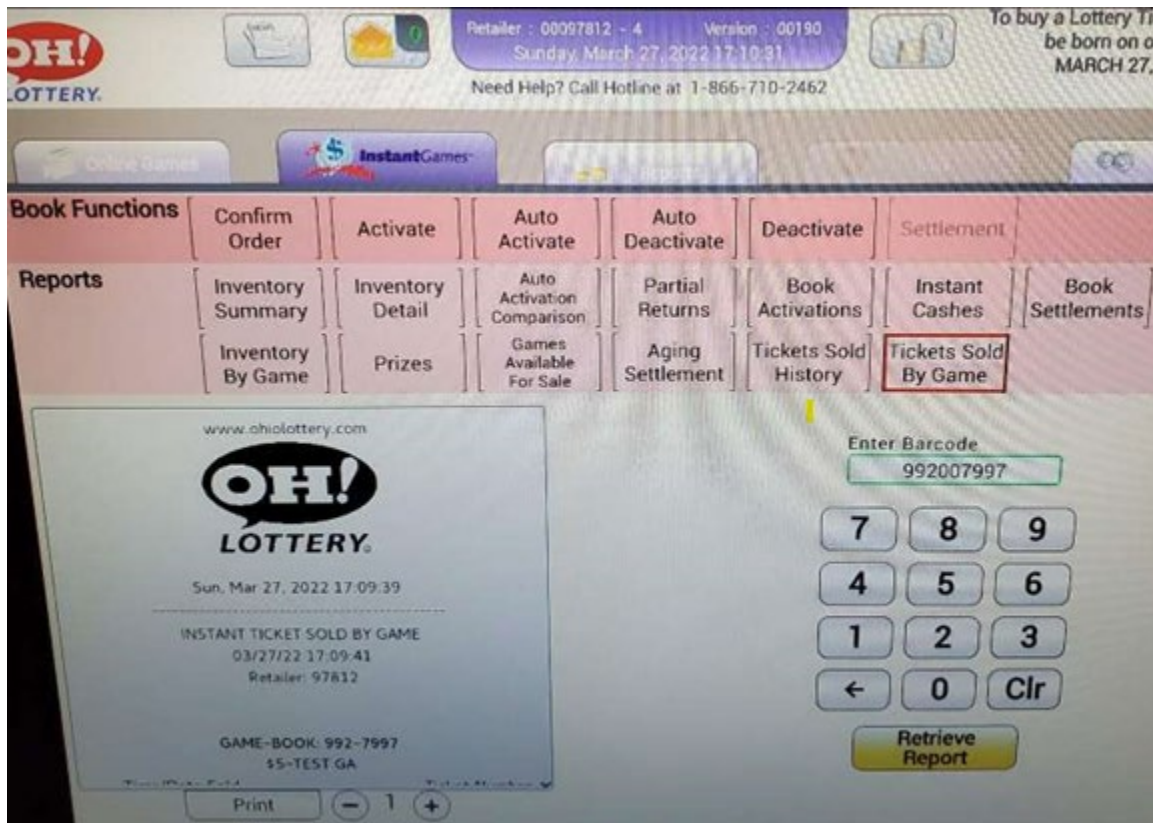 OH!
LOTTERY.
0
Retailer : 00097812 - 4 Version : 00190
Sunday, March 27, 2022 17:10:31
Need Help? Call Hotline at 1-866-710-2462
To buy a Lottery Ti
be born on o
MARCH 27,
Online Games
$ InstantGames
Reports
Book Functions
Confirm Order
Activate
Auto Activate
Auto Deactivate
Deactivate
Settlement
Reports
Inventory Summary
Inventory Detail
Auto Activation Comparison
Partial Returns
Book Activations
Instant Cashes
Book Settlements
Inventory By Game
Prizes
Games Available For Sale
Aging Settlement
Tickets Sold History
Tickets Sold By Game
www.ohiolottery.com
OH!
LOTTERY.
Sun, Mar 27, 2022 17:09:39
INSTANT TICKET SOLD BY GAME
03/27/22 17:09:41
Retailer: 97812
GAME-BOOK: 992-7997
$5-TEST GA
Print
− 1 +
Enter Barcode
992007997
7 8 9
4 5 6
1 2 3
← 0 Clr
Retrieve
Report